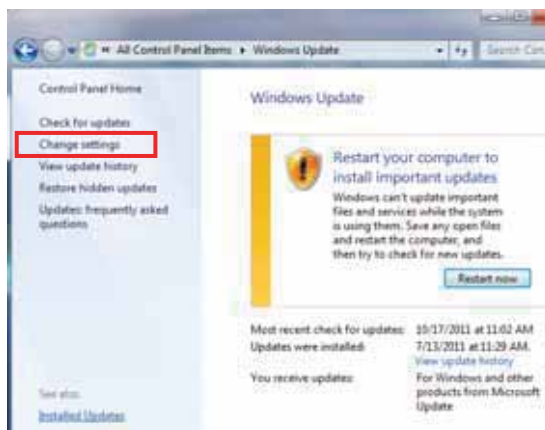 All Control Panel Items ▸ Windows Update
Search Con
Control Panel Home
Check for updates
Change settings
View update history
Restore hidden updates
Updates: frequently asked
questions
See also
Installed Updates
Windows Update
Restart your computer to
install important updates
Windows can't update important
files and services while the system
is using them. Save any open files
and restart the computer, and
then try to check for new updates.
Restart now
Most recent check for updates: 10/17/2011 at 11:02 AM
Updates were installed: 7/13/2011 at 11:29 AM.
View update history
You receive updates: For Windows and other
products from Microsoft
Update